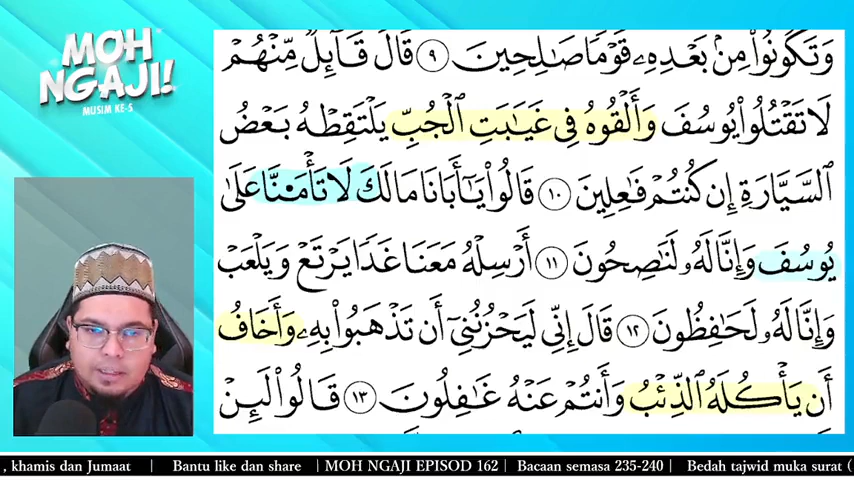 MOH
NGAJI!
MUSIM KE-5
وَتَكُونُوا۟ مِنۢ بَعْدِهِۦ قَوْمًا صَـٰلِحِينَ ٩ قَالَ قَآئِلٌ مِّنْهُمْ
لَا تَقْتُلُوا۟ يُوسُفَ وَأَلْقُوهُ فِى غَيَـٰبَتِ ٱلْجُبِّ يَلْتَقِطْهُ بَعْضُ
ٱلسَّيَّارَةِ إِن كُنتُمْ فَـٰعِلِينَ ١٠ قَالُوا۟ يَـٰٓأَبَانَا مَا لَكَ لَا تَأْمَ۫نَّا عَلَىٰ
يُوسُفَ وَإِنَّا لَهُۥ لَنَـٰصِحُونَ ١١ أَرْسِلْهُ مَعَنَا غَدًا يَرْتَعْ وَيَلْعَبْ
وَإِنَّا لَهُۥ لَحَـٰفِظُونَ ١٢ قَالَ إِنِّى لَيَحْزُنُنِىٓ أَن تَذْهَبُوا۟ بِهِۦ وَأَخَافُ
أَن يَأْكُلَهُ ٱلذِّئْبُ وَأَنتُمْ عَنْهُ غَـٰفِلُونَ ١٣ قَالُوا۟ لَئِنْ
, khamis dan Jumaat | Bantu like dan share | MOH NGAJI EPISOD 162 | Bacaan semasa 235-240 | Bedah tajwid muka surat (